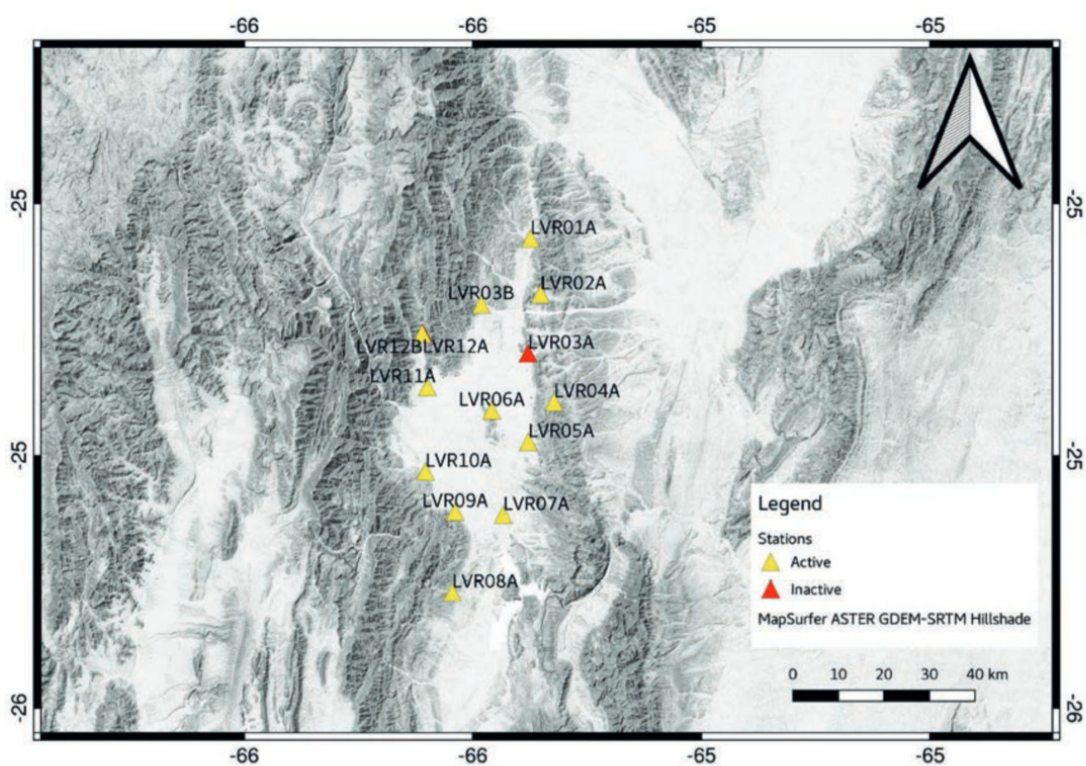 -66 -66 -65 -65
-25 -25
LVR01A
LVR02A
LVR03B
LVR03A
LVR12BLVR12A
LVR11A
LVR06A
LVR04A
LVR05A
-25 -25
LVR10A
LVR09A
LVR07A
LVR08A
Legend
Stations
Active
Inactive
MapSurfer ASTER GDEM-SRTM Hillshade
0 10 20 30 40 km
-26 -26
-66 -66 -65 -65